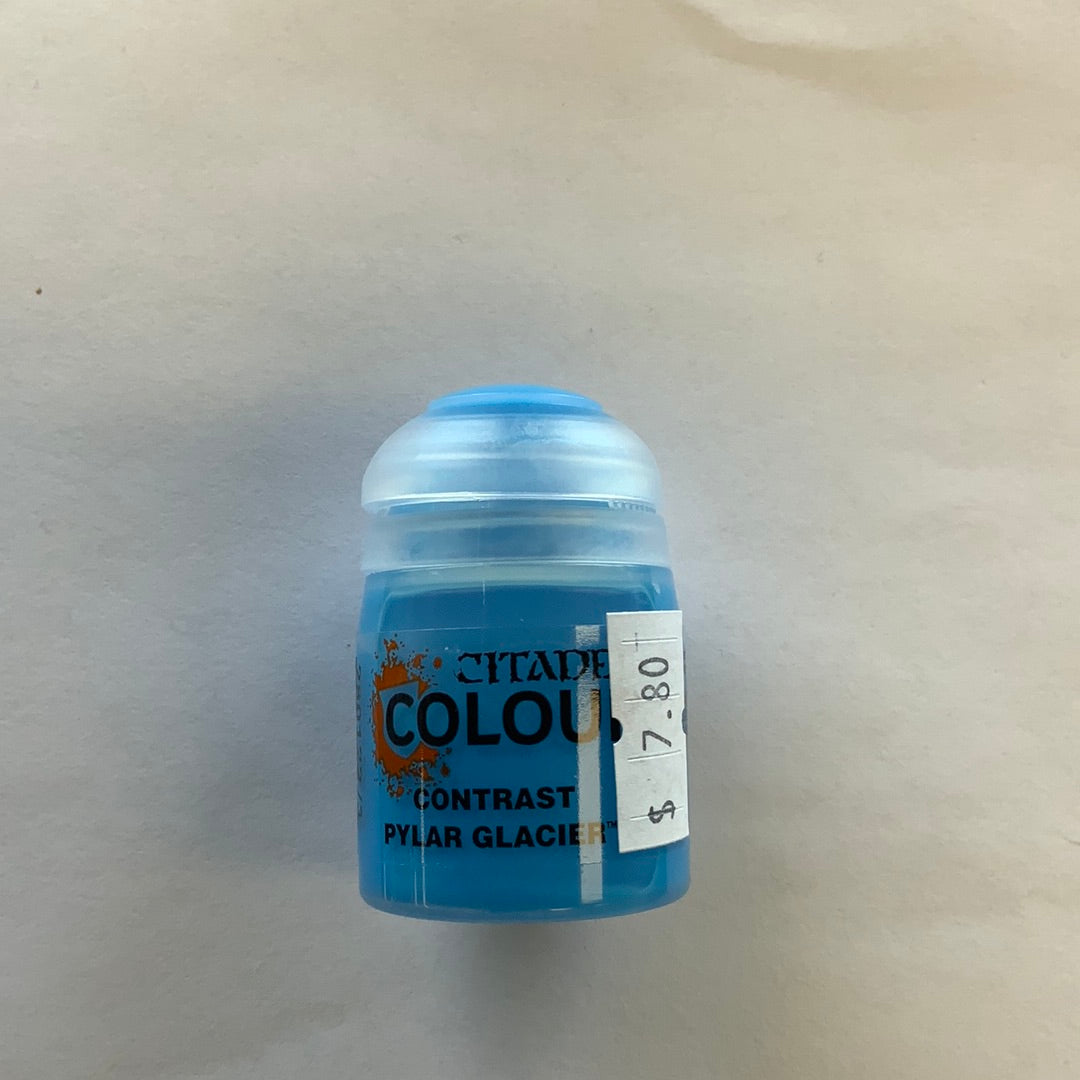 CITADE
COLOU
CONTRAST
PYLAR GLACIER™
$ 7.80